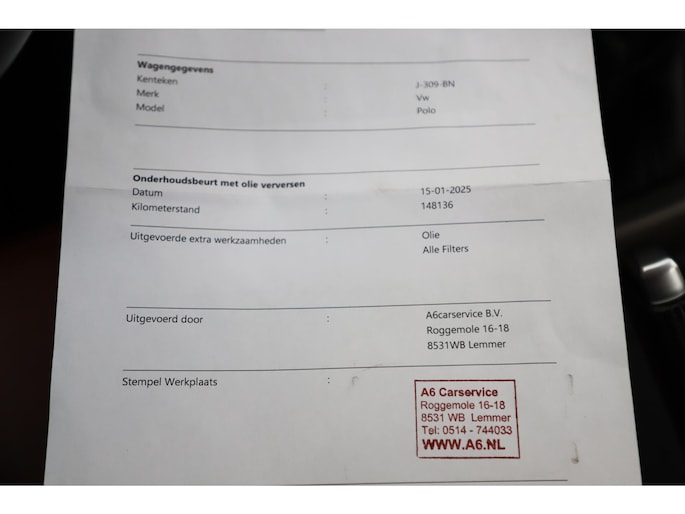 Wagengegevens
Kenteken : J-309-BN
Merk : Vw
Model : Polo
Onderhoudsbeurt met olie verversen
Datum : 15-01-2025
Kilometerstand : 148136
Uitgevoerde extra werkzaamheden : Olie
Alle Filters
Uitgevoerd door : A6carservice B.V.
Roggemole 16-18
8531WB Lemmer
Stempel Werkplaats :
A6 Carservice
Roggemole 16-18
8531 WB Lemmer
Tel: 0514 - 744033
WWW.A6.NL